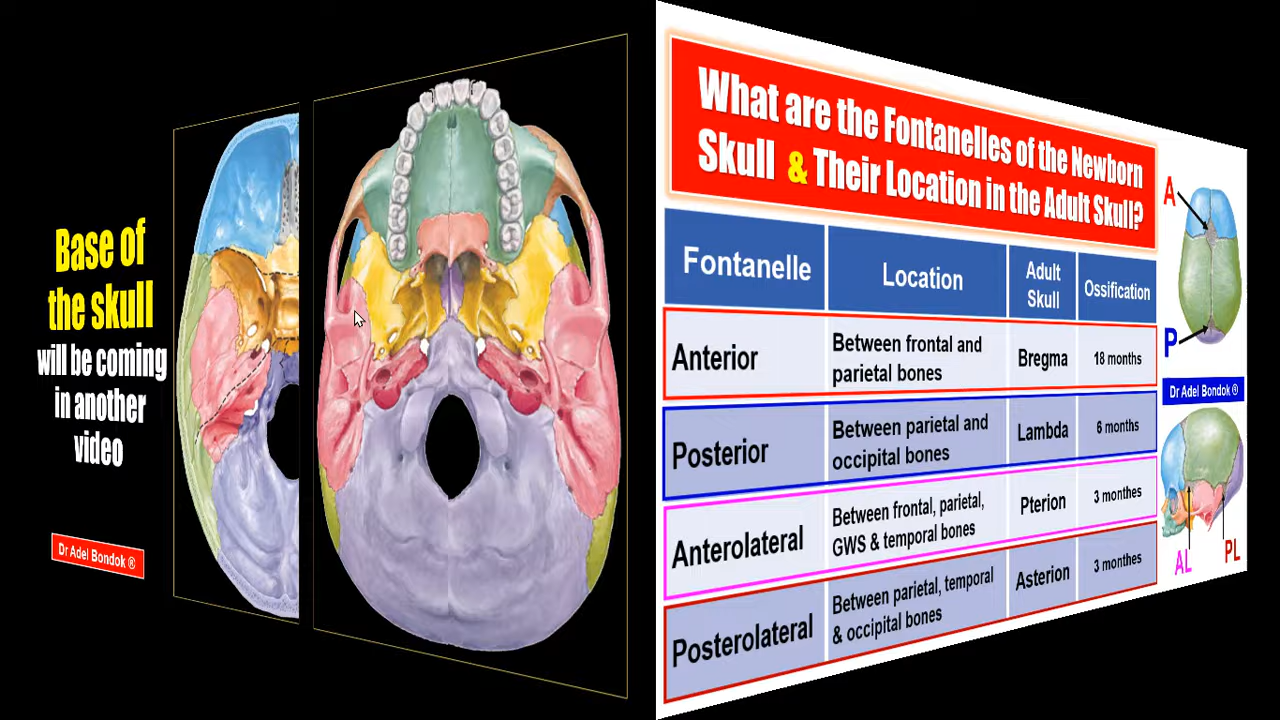 Base of
the skull
will be coming
in another
video
Dr Adel Bondok ®
What are the Fontanelles of the Newborn
Skull & Their Location in the Adult Skull?
Fontanelle
Location
Adult
Skull
Ossification
Anterior
Between frontal and
parietal bones
Bregma
18 months
Posterior
Between parietal and
occipital bones
Lambda
6 months
Anterolateral
Between frontal, parietal,
GWS & temporal bones
Pterion
3 monthes
Posterolateral
Between parietal, temporal
& occipital bones
Asterion
3 monthes
A
P
Dr Adel Bondok ®
AL
PL